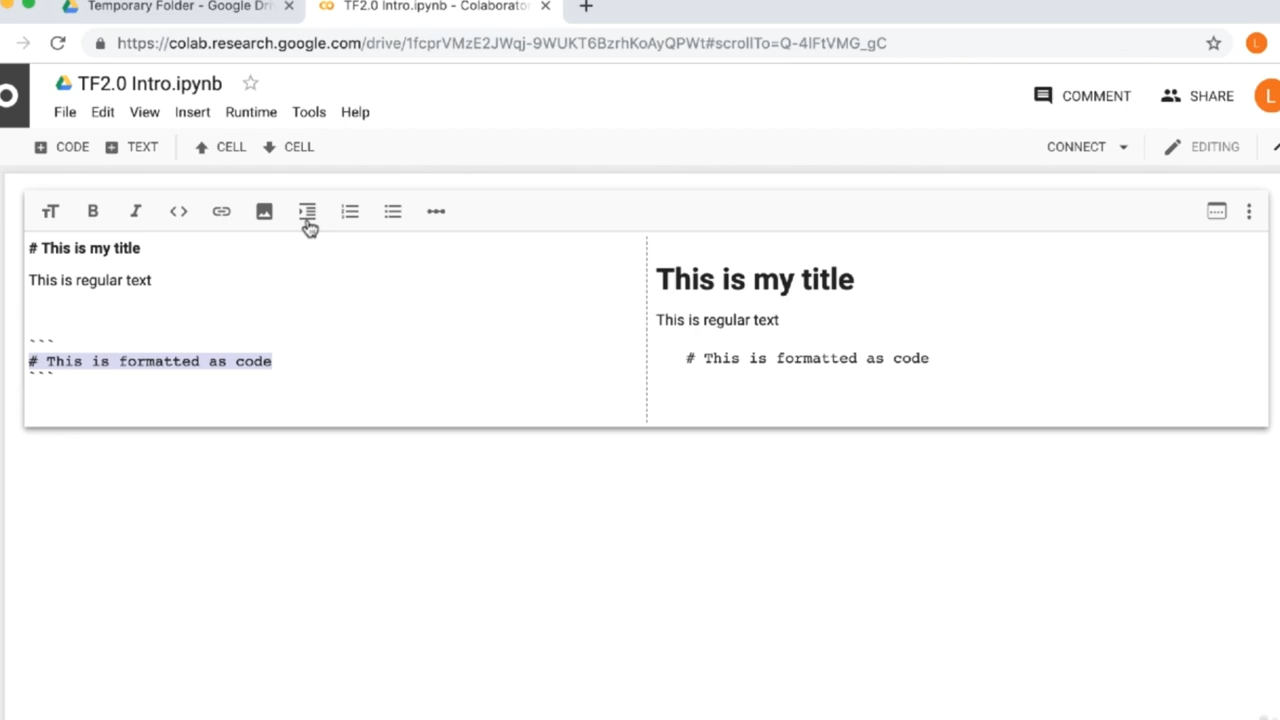 Temporary Folder - Google Dri
TF2.0 Intro.ipynb - Colaborator
https://colab.research.google.com/drive/1fcprVMzE2JWqj-9WUKT6BzrhKoAyQPWt#scrollTo=Q-4lFtVMG_gC
L
TF2.0 Intro.ipynb
File Edit View Insert Runtime Tools Help
COMMENT SHARE L
CODE TEXT CELL CELL
CONNECT EDITING
# This is my title
This is regular text
```
# This is formatted as code
```
This is my title
This is regular text
# This is formatted as code